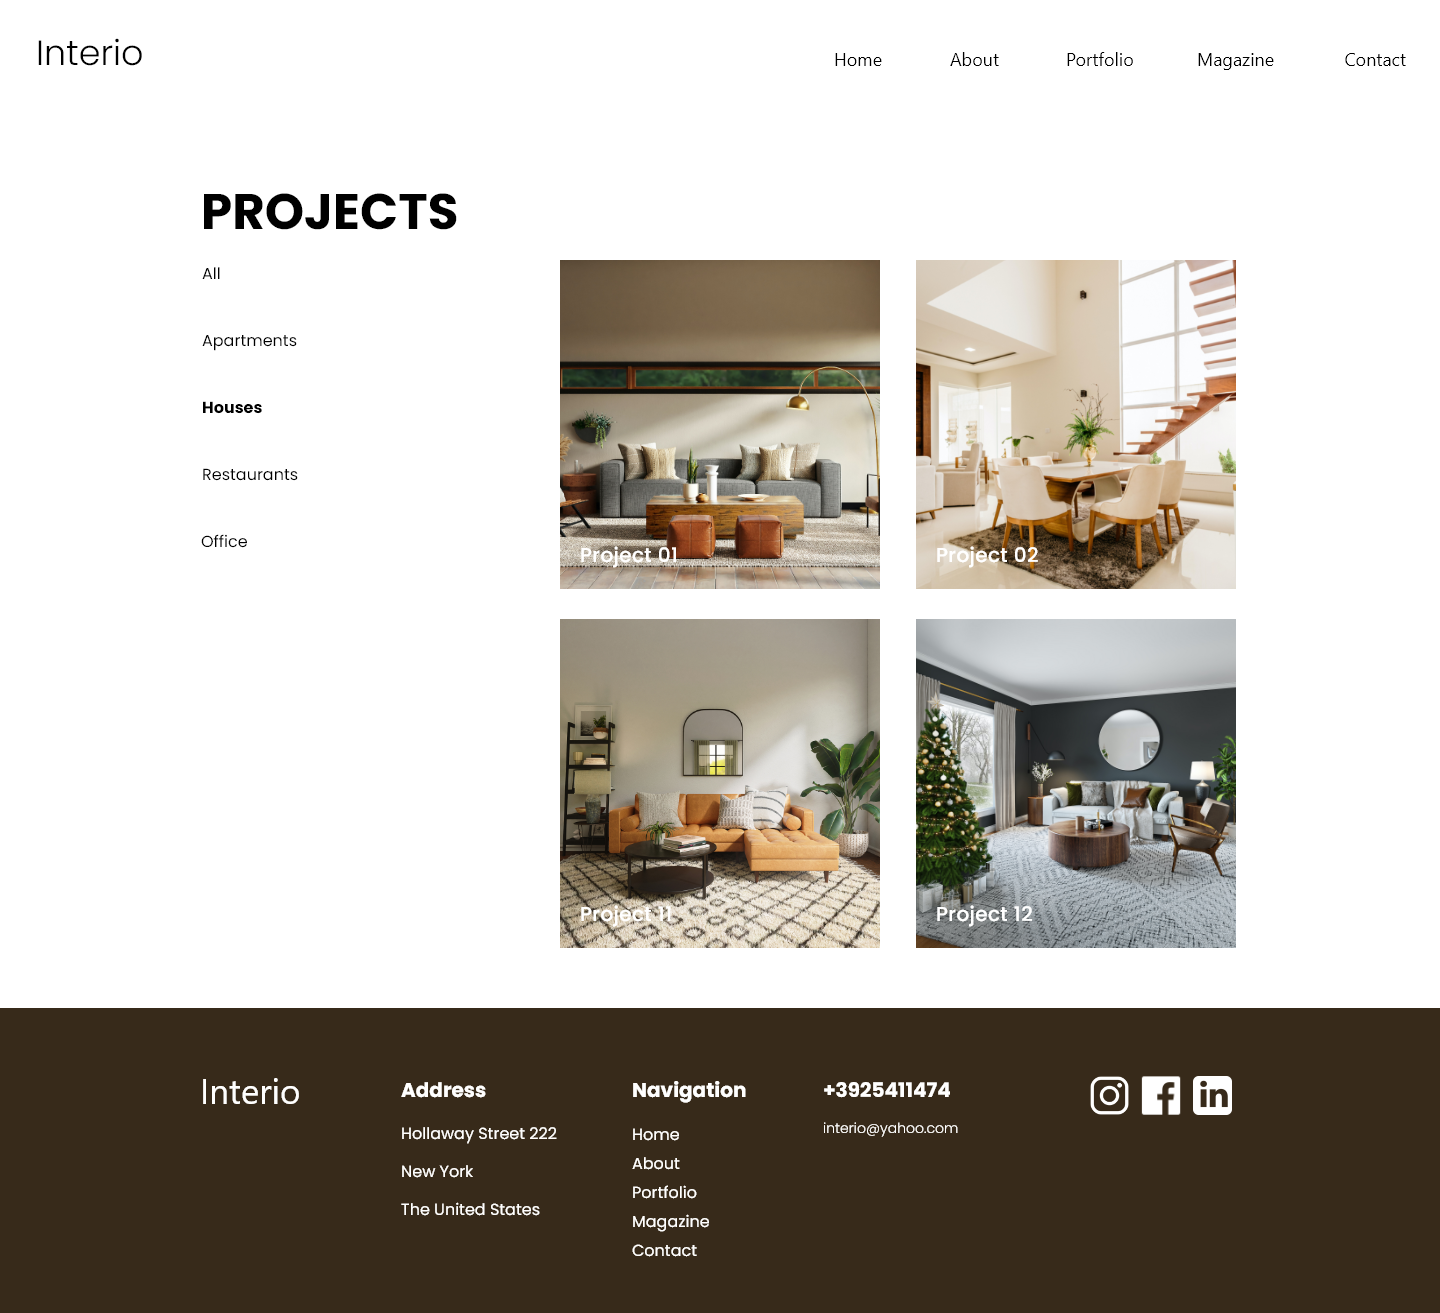 Interio
Home About Portfolio Magazine Contact
PROJECTS
All
Apartments
Houses
Restaurants
Office
Project 01
Project 02
Project 11
Project 12
Interio
Address
Hollaway Street 222
New York
The United States
Navigation
Home
About
Portfolio
Magazine
Contact
+3925411474
interio@yahoo.com
in